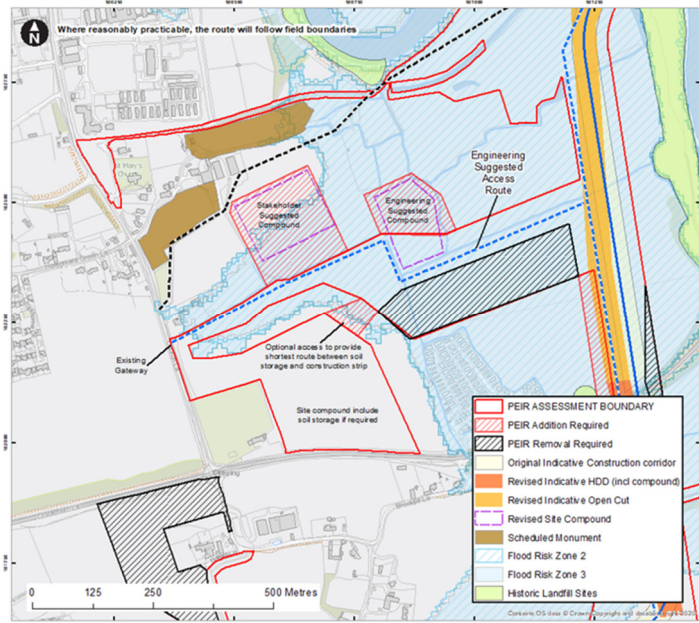 N
Where reasonably practicable, the route will follow field boundaries
Stakeholder
Suggested
Compound
Engineering
Suggested
Compound
Engineering
Suggested
Access
Route
Existing
Gateway
Optional access to provide
shortest route between soil
storage and construction strip
Site compound include
soil storage if required
PEIR ASSESSMENT BOUNDARY
PEIR Addition Required
PEIR Removal Required
Original Indicative Construction corridor
Revised Indicative HDD (incl compound)
Revised Indicative Open Cut
Revised Site Compound
Scheduled Monument
Flood Risk Zone 2
Flood Risk Zone 3
Historic Landfill Sites
0 125 250 500 Metres